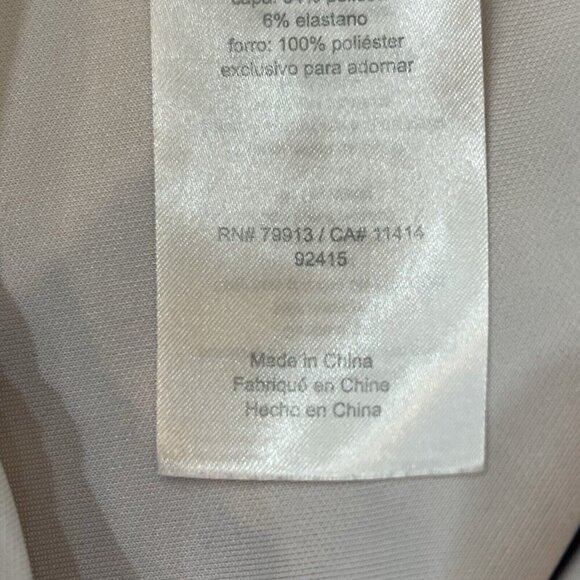 6% elastano
forro: 100% poliéster
exclusivo para adornar
RN# 79913 / CA# 11414
92415
Made in China
Fabriqué en Chine
Hecho en China